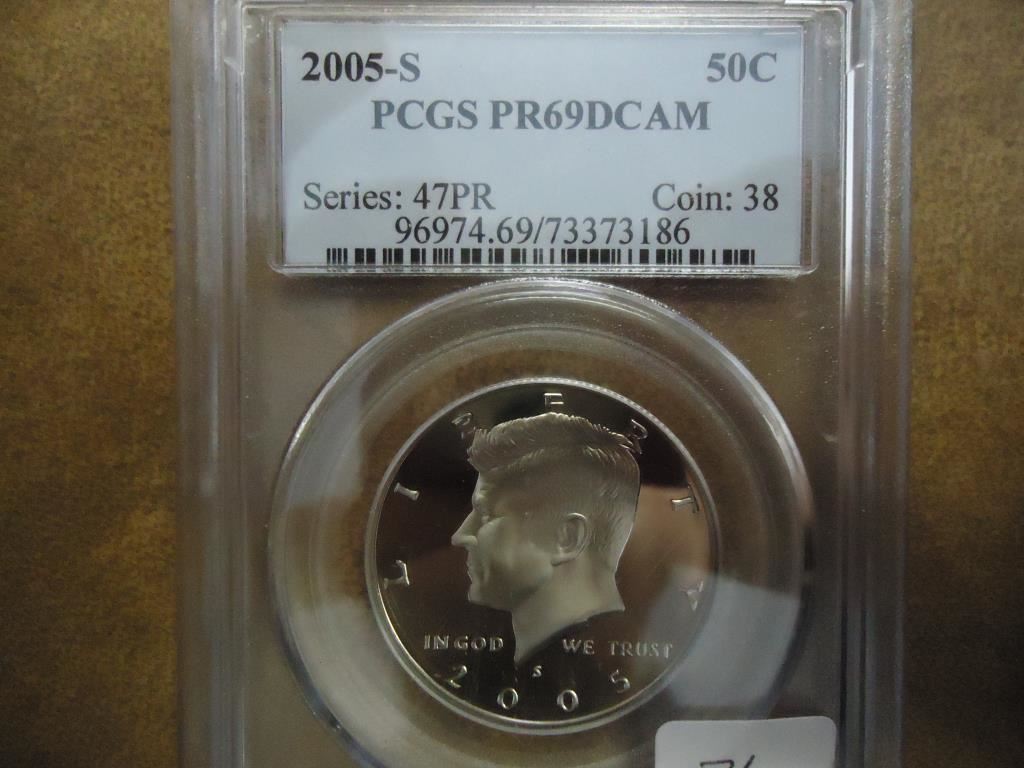 2005-S 50C
PCGS PR69DCAM
Series: 47PR Coin: 38
96974.69/73373186
LIBERTY
IN GOD WE TRUST
S
2005